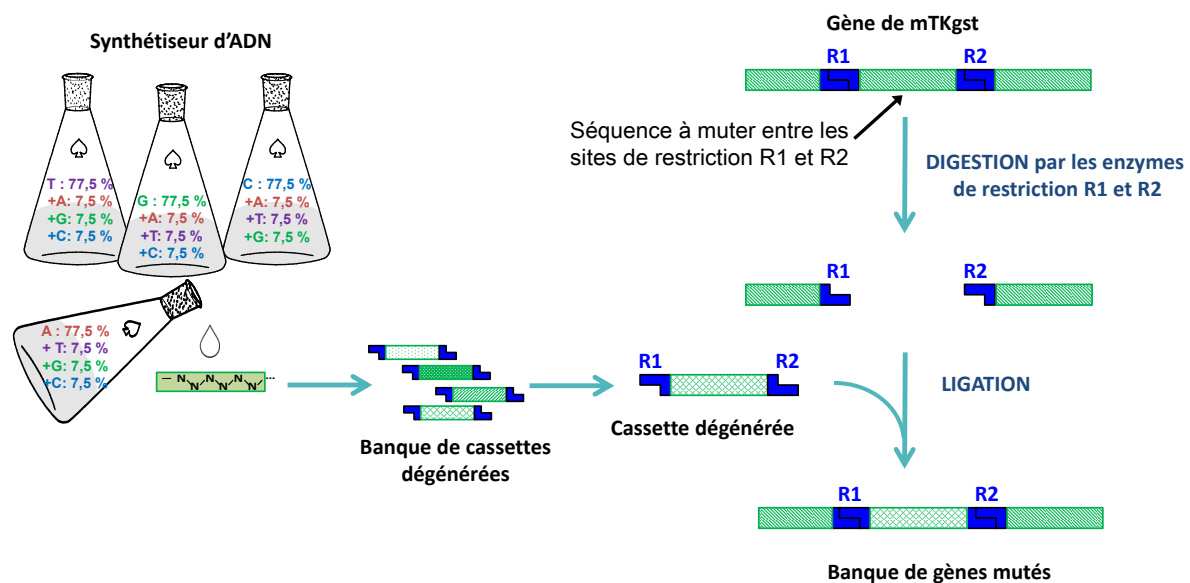 Synthétiseur d'ADN
T : 77,5 %
+A: 7,5 %
+G: 7,5 %
+C: 7,5 %
G : 77,5 %
+A: 7,5 %
+T: 7,5 %
+C: 7,5 %
C : 77,5 %
+A: 7,5 %
+T: 7,5 %
+G: 7,5 %
A : 77,5 %
+ T: 7,5 %
+G: 7,5 %
+C: 7,5 %
N N N N N N
Banque de cassettes
dégénérées
R1 R2
Cassette dégénérée
Gène de mTKgst
R1 R2
Séquence à muter entre les
sites de restriction R1 et R2
DIGESTION par les enzymes
de restriction R1 et R2
R1 R2
LIGATION
R1 R2
Banque de gènes mutés